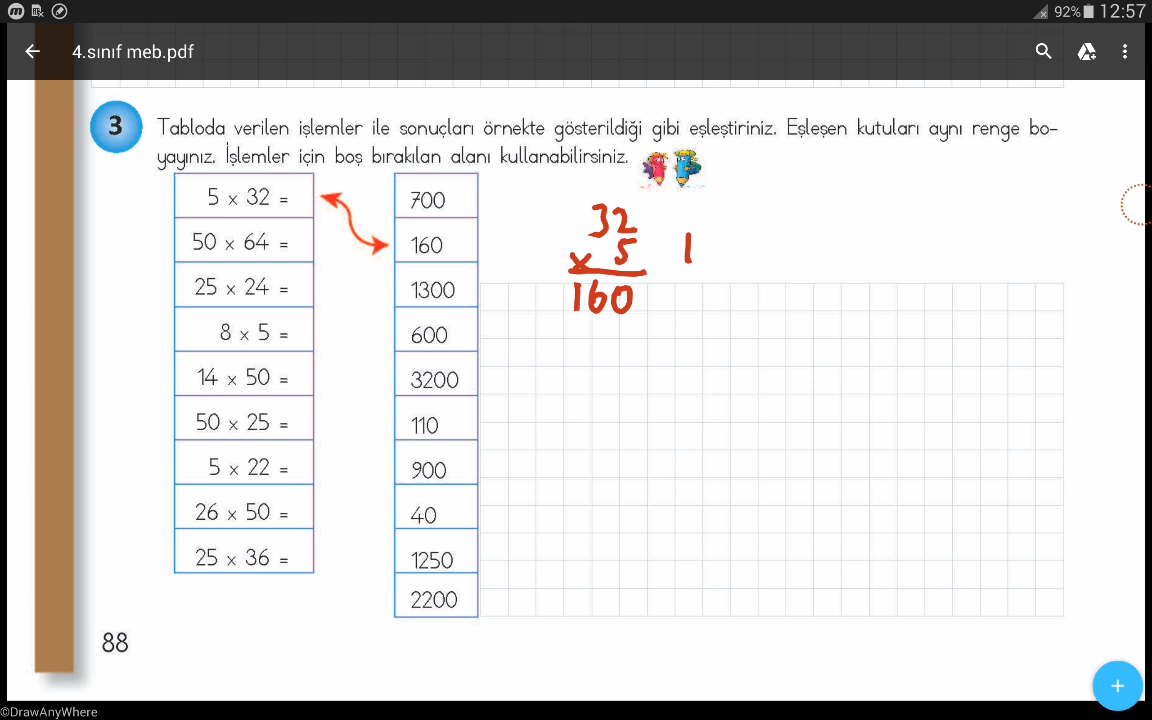 92% 12:57
4.sınıf meb.pdf
3 Tabloda verilen işlemler ile sonuçları örnekte gösterildiği gibi eşleştiriniz. Eşleşen kutuları aynı renge bo-
yayınız. İşlemler için boş bırakılan alanı kullanabilirsiniz.
5 x 32 =
50 x 64 =
25 x 24 =
8 x 5 =
14 x 50 =
50 x 25 =
5 x 22 =
26 x 50 =
25 x 36 =
700
160
1300
600
3200
110
900
40
1250
2200
32
x 5
160
1
88
©DrawAnyWhere